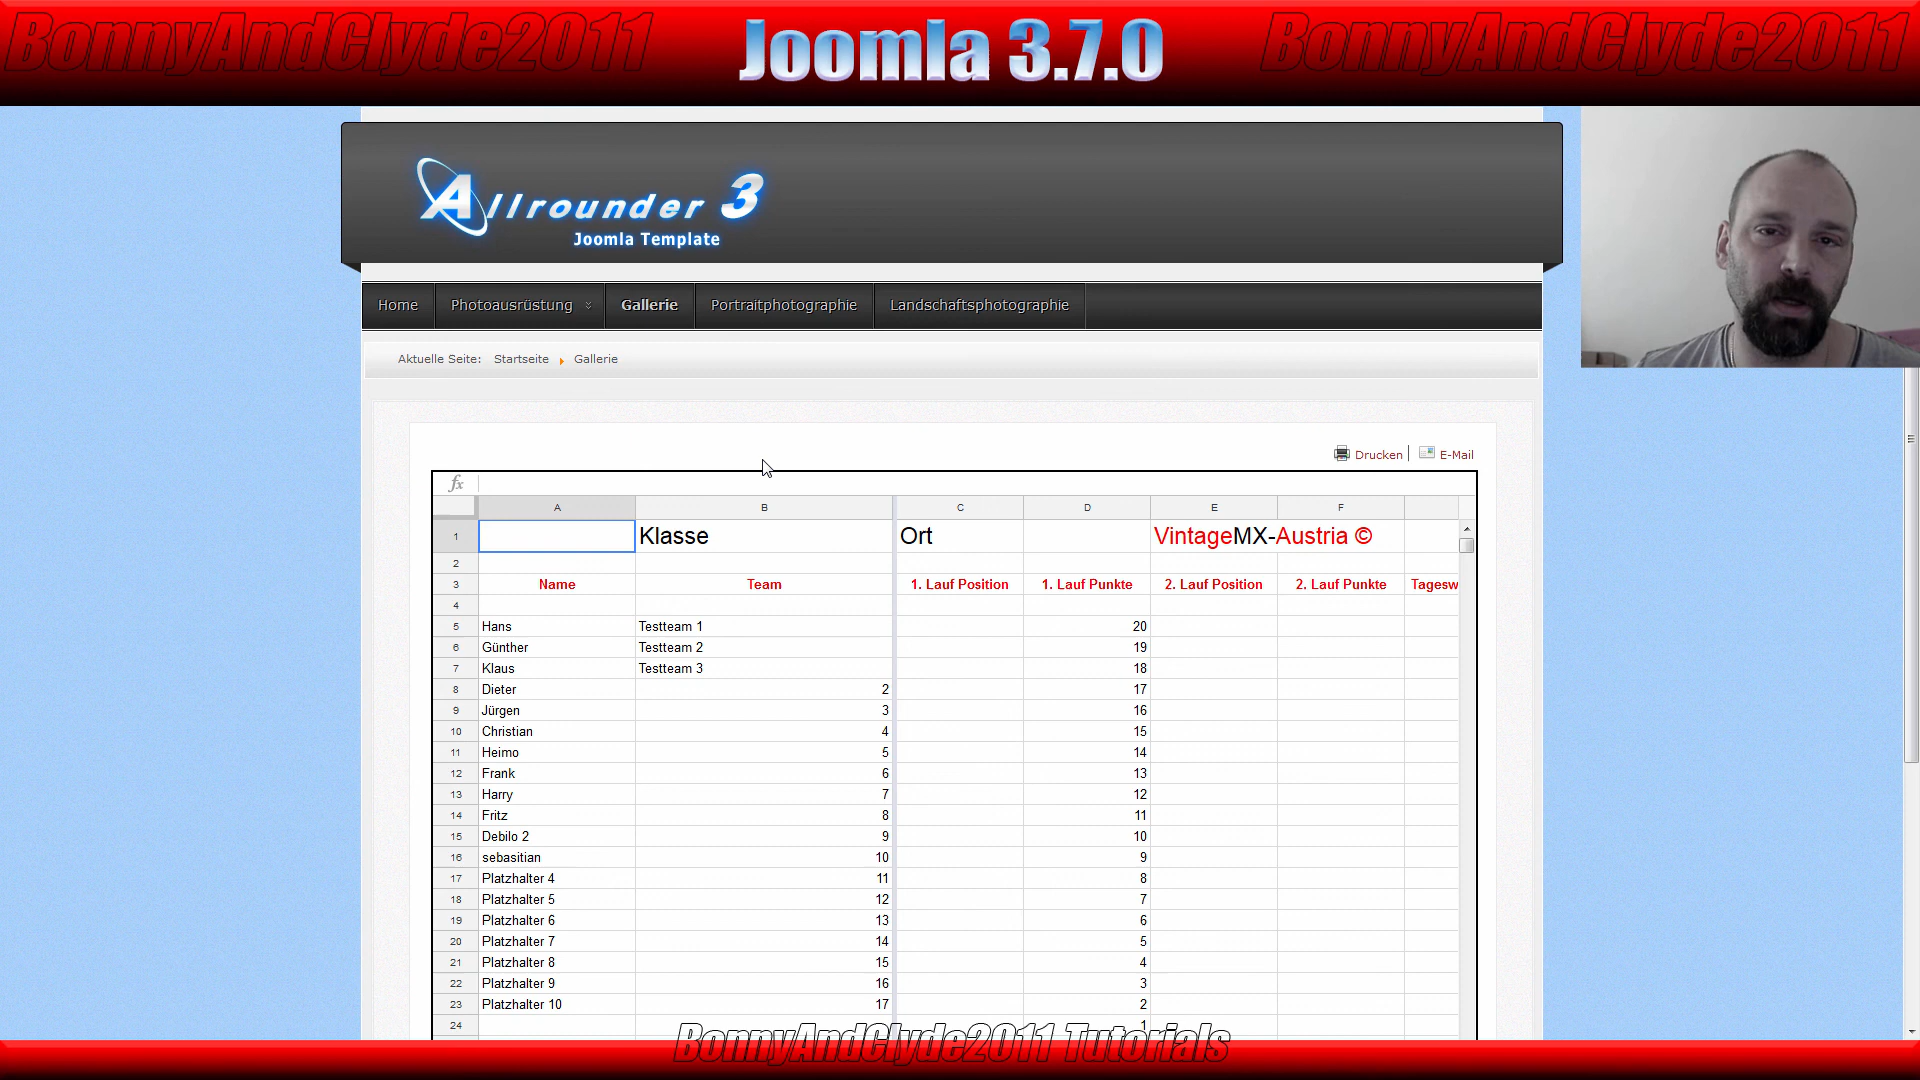 BonnyAndClyde2011 Joomla 3.7.0 BonnyAndClyde2011
Allrounder 3
Joomla Template
Home Photoausrüstung Gallerie Portraitphotographie Landschaftsphotographie
Aktuelle Seite: Startseite Gallerie
Drucken | E-Mail
fx
A B C D E F
1 Klasse Ort VintageMX-Austria ©
2
3 Name Team 1. Lauf Position 1. Lauf Punkte 2. Lauf Position 2. Lauf Punkte Tagesw
4
5 Hans Testteam 1 20
6 Günther Testteam 2 19
7 Klaus Testteam 3 18
8 Dieter 2 17
9 Jürgen 3 16
10 Christian 4 15
11 Heimo 5 14
12 Frank 6 13
13 Harry 7 12
14 Fritz 8 11
15 Debilo 2 9 10
16 sebasitian 10 9
17 Platzhalter 4 11 8
18 Platzhalter 5 12 7
19 Platzhalter 6 13 6
20 Platzhalter 7 14 5
21 Platzhalter 8 15 4
22 Platzhalter 9 16 3
23 Platzhalter 10 17 2
24 1
BonnyAndClyde2011 Tutorials